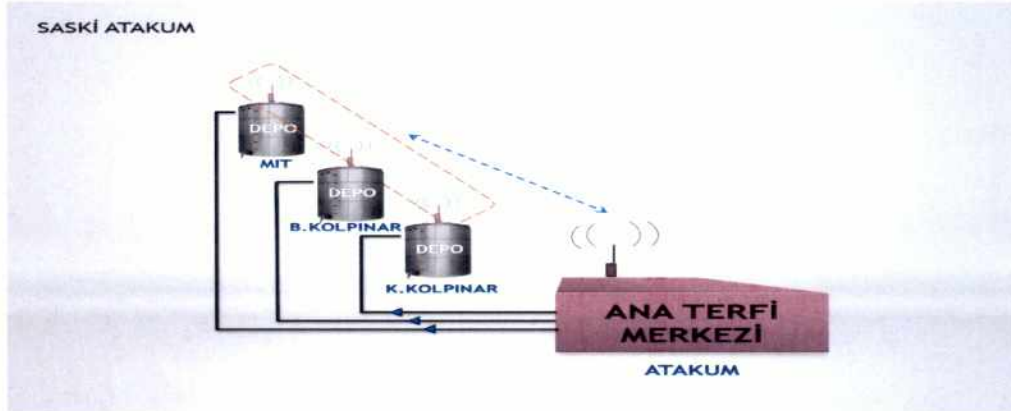 SASKİ ATAKUM
DEPO
MIT
DEPO
B.KOLPINAR
DEPO
K.KOLPINAR
ANA TERFİ
MERKEZİ
ATAKUM